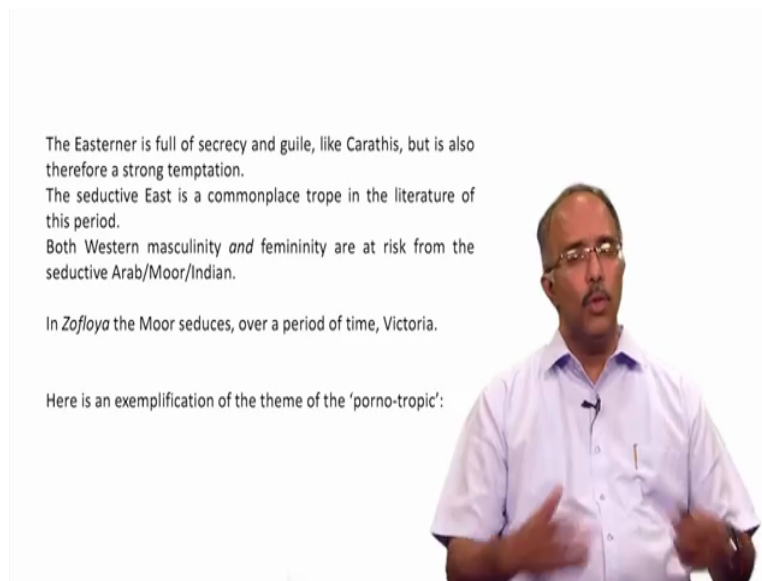 The Easterner is full of secrecy and guile, like Carathis, but is also
therefore a strong temptation.
The seductive East is a commonplace trope in the literature of
this period.
Both Western masculinity and femininity are at risk from the
seductive Arab/Moor/Indian.
In Zofloya the Moor seduces, over a period of time, Victoria.
Here is an exemplification of the theme of the ‘porno-tropic’: